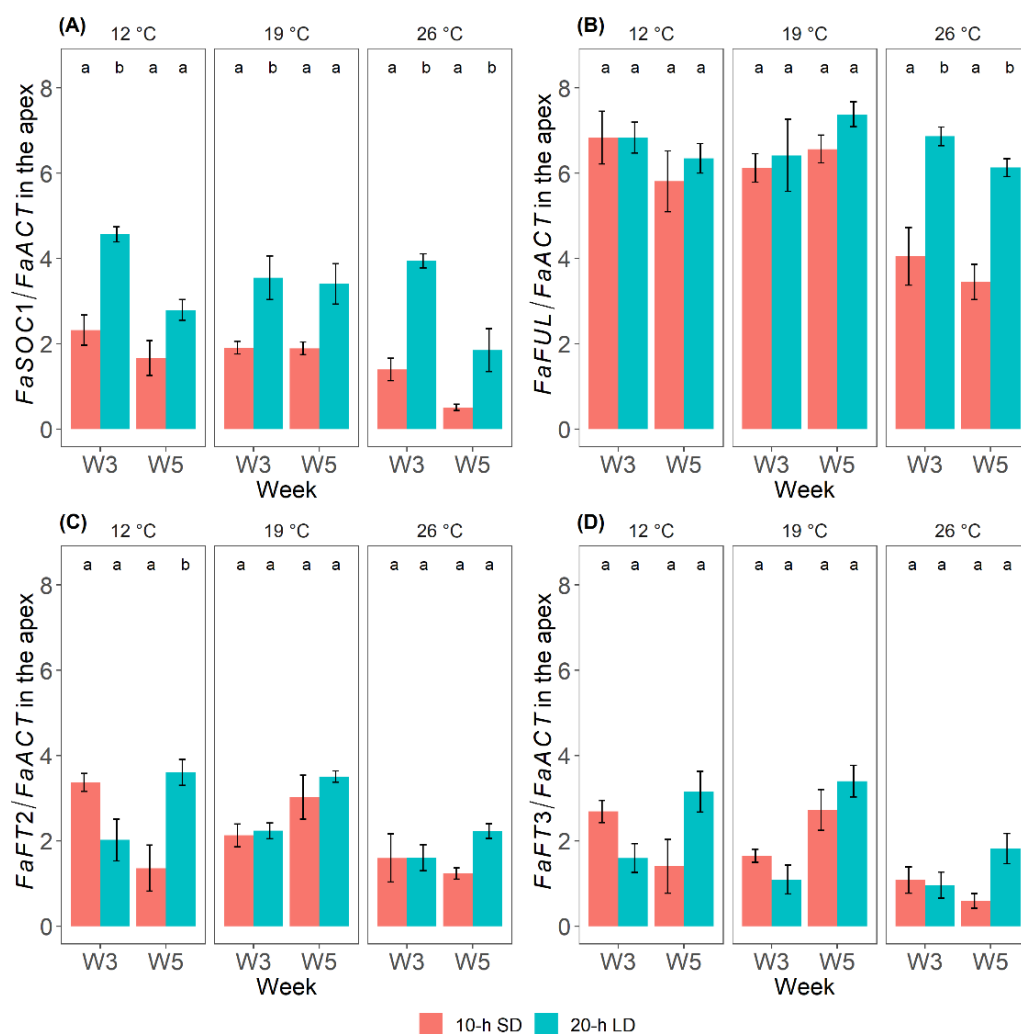 (A)
12 °C 19 °C 26 °C
a b a a a b a a a b a b
FaSOC1/FaACT in the apex
8
6
4
2
0
W3 W5 W3 W5 W3 W5
Week
(B)
12 °C 19 °C 26 °C
a a a a a a a a a b a b
FaFUL/FaACT in the apex
8
6
4
2
0
W3 W5 W3 W5 W3 W5
Week
(C)
12 °C 19 °C 26 °C
a a a b a a a a a a a a
FaFT2/FaACT in the apex
8
6
4
2
0
W3 W5 W3 W5 W3 W5
Week
(D)
12 °C 19 °C 26 °C
a a a a a a a a a a a a
FaFT3/FaACT in the apex
8
6
4
2
0
W3 W5 W3 W5 W3 W5
Week
10-h SD 20-h LD